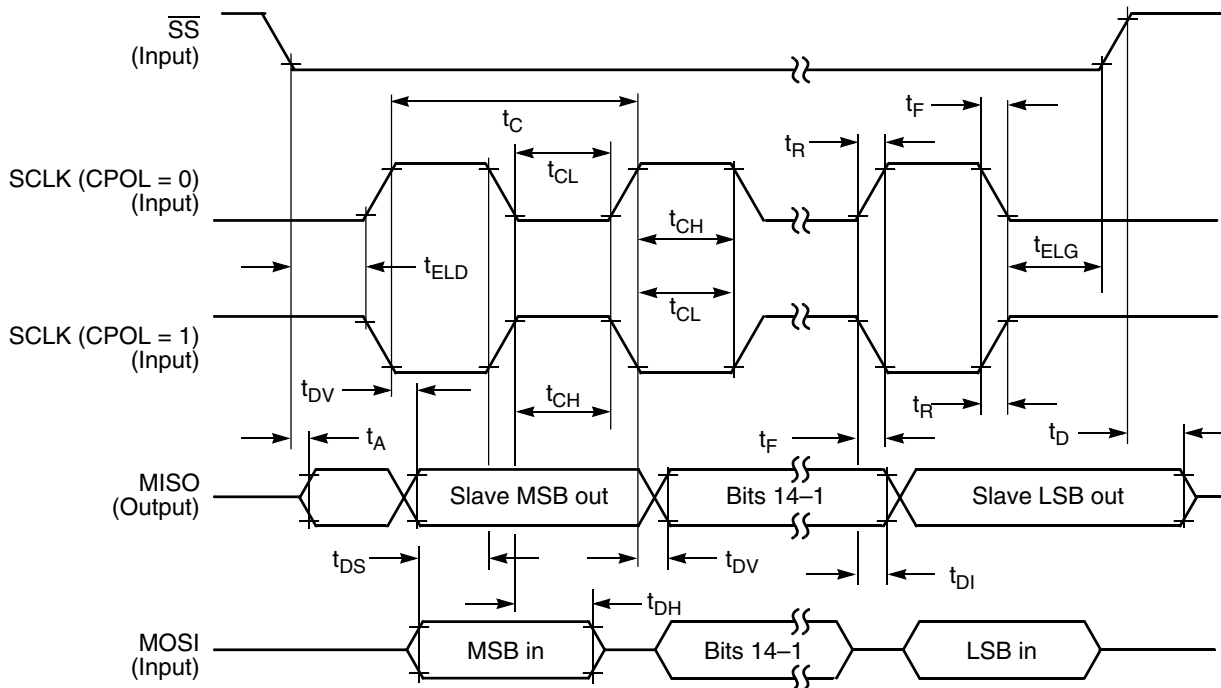 SS
(Input)
t_C
t_F
t_R
t_CL
SCLK (CPOL = 0)
(Input)
t_CH
t_ELG
t_ELD
t_CL
SCLK (CPOL = 1)
(Input)
t_DV
t_CH
t_R
t_A
t_F
t_D
MISO
(Output)
Slave MSB out
Bits 14–1
Slave LSB out
t_DS
t_DV
t_DI
t_DH
MOSI
(Input)
MSB in
Bits 14–1
LSB in